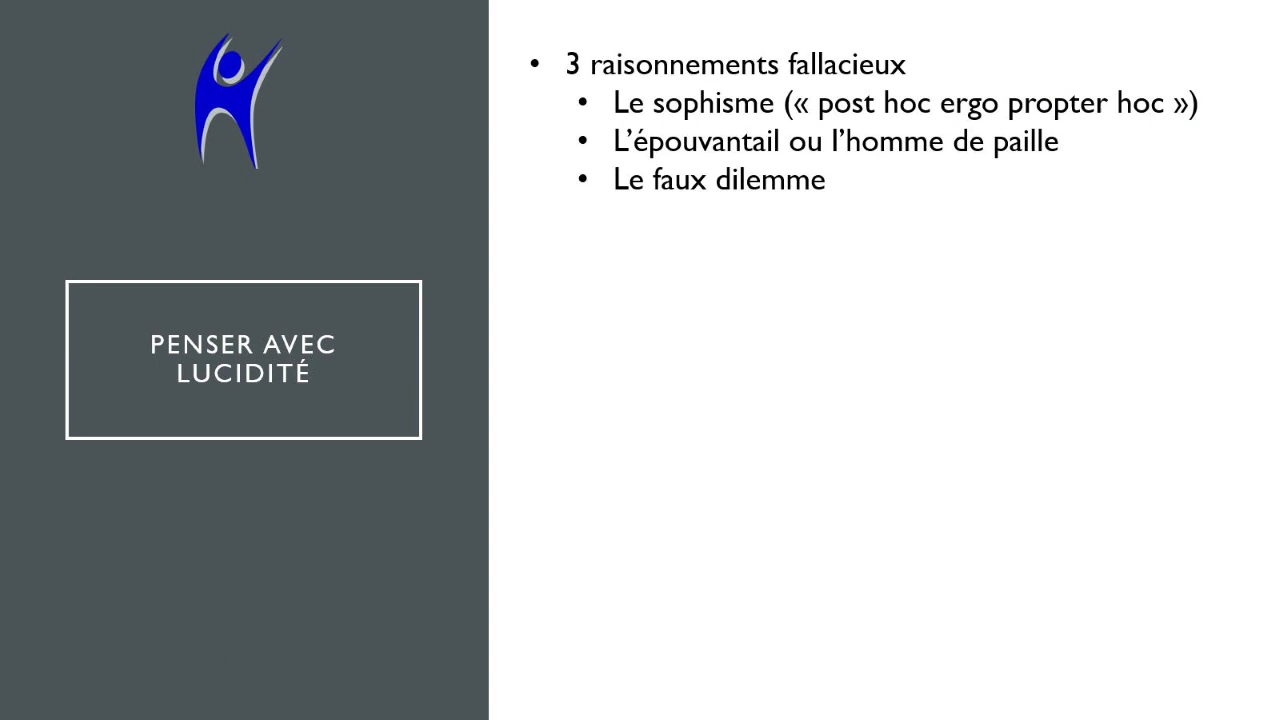 PENSER AVEC
LUCIDITÉ
• 3 raisonnements fallacieux
• Le sophisme (« post hoc ergo propter hoc »)
• L’épouvantail ou l’homme de paille
• Le faux dilemme